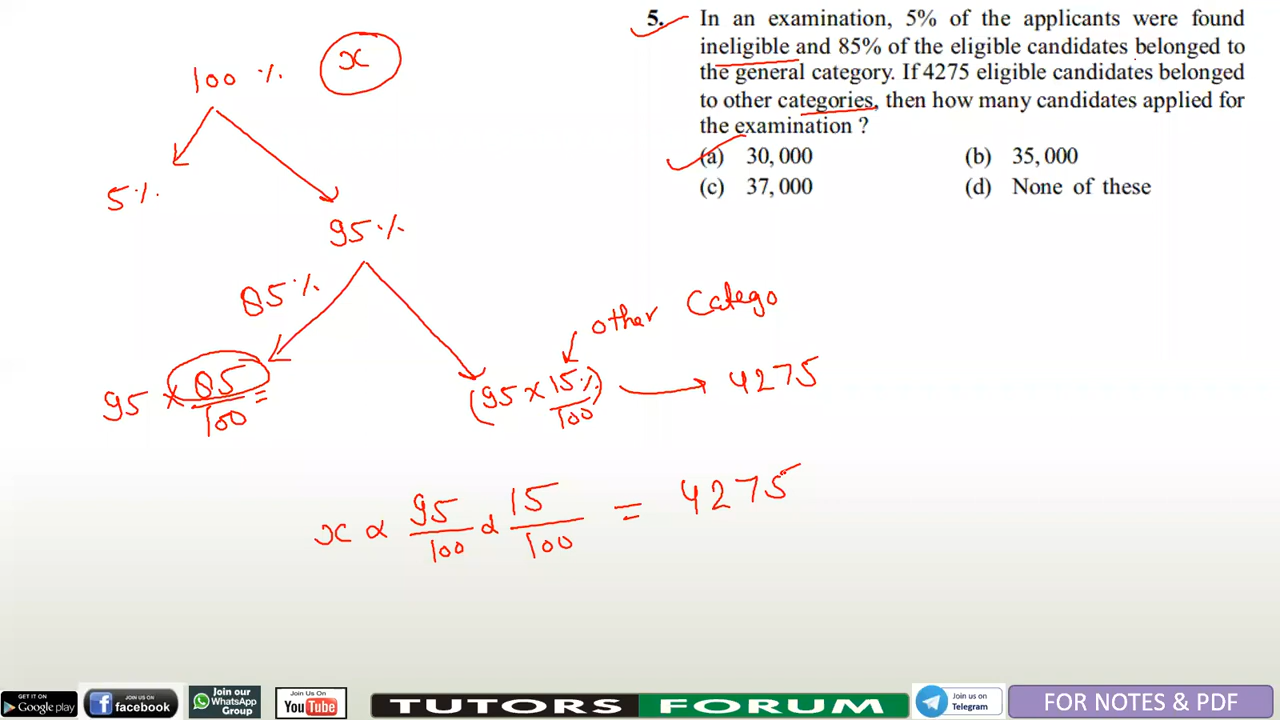 5. In an examination, 5% of the applicants were found
ineligible and 85% of the eligible candidates belonged to
the general category. If 4275 eligible candidates belonged
to other categories, then how many candidates applied for
the examination ?
(a) 30,000 (b) 35,000
(c) 37,000 (d) None of these
100 % x
5%
95%
85%
other Catego
95 × 85/100 =
(95 × 15%/100) → 4275
x × 95/100 × 15/100 = 4275
GET IT ON
Google play
JOIN US ON
facebook
Join our
WhatsApp
Group
Join Us On
YouTube
TUTORS FORUM
Join us on
Telegram
FOR NOTES & PDF